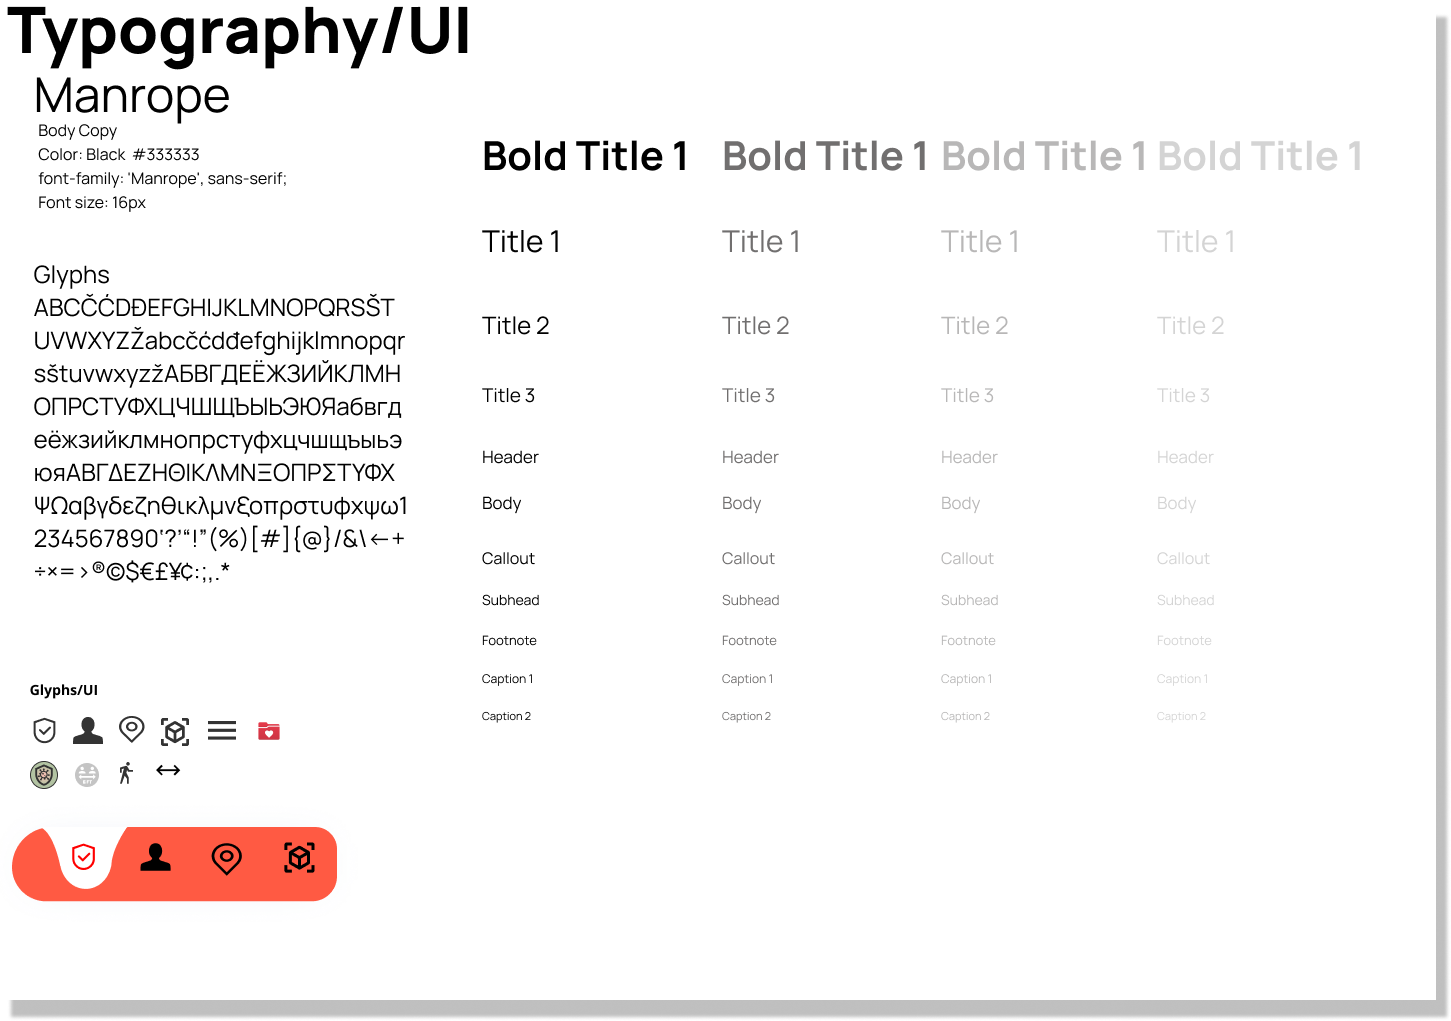 Typography/UI
Manrope
Body Copy
Color: Black #333333
font-family: 'Manrope', sans-serif;
Font size: 16px
Glyphs
ABCČĆDĐEFGHIJKLMNOPQRSŠT
UVWXYZŽabcčćdđefghijklmnopqr
sštuvwxyzžАБВГДЕЁЖЗИЙКЛМН
ОПРСТУФХЦЧШЩЪЫЬЭЮЯабвгд
еёжзийклмнопрстуфхцчшщъыьэ
юяΑΒΓΔΕΖΗΘΙΚΛΜΝΞΟΠΡΣΤΥΦΧ
ΨΩαβγδεζηθικλμνξοπρστυφχψω1
234567890‘?’“!”(%)[#]{@}/&\←+
÷×=›®©$€£¥¢:;,.*
Bold Title 1 Bold Title 1 Bold Title 1 Bold Title 1
Title 1 Title 1 Title 1 Title 1
Title 2 Title 2 Title 2 Title 2
Title 3 Title 3 Title 3 Title 3
Header Header Header Header
Body Body Body Body
Callout Callout Callout Callout
Subhead Subhead Subhead Subhead
Footnote Footnote Footnote Footnote
Caption 1 Caption 1 Caption 1 Caption 1
Caption 2 Caption 2 Caption 2 Caption 2
Glyphs/UI